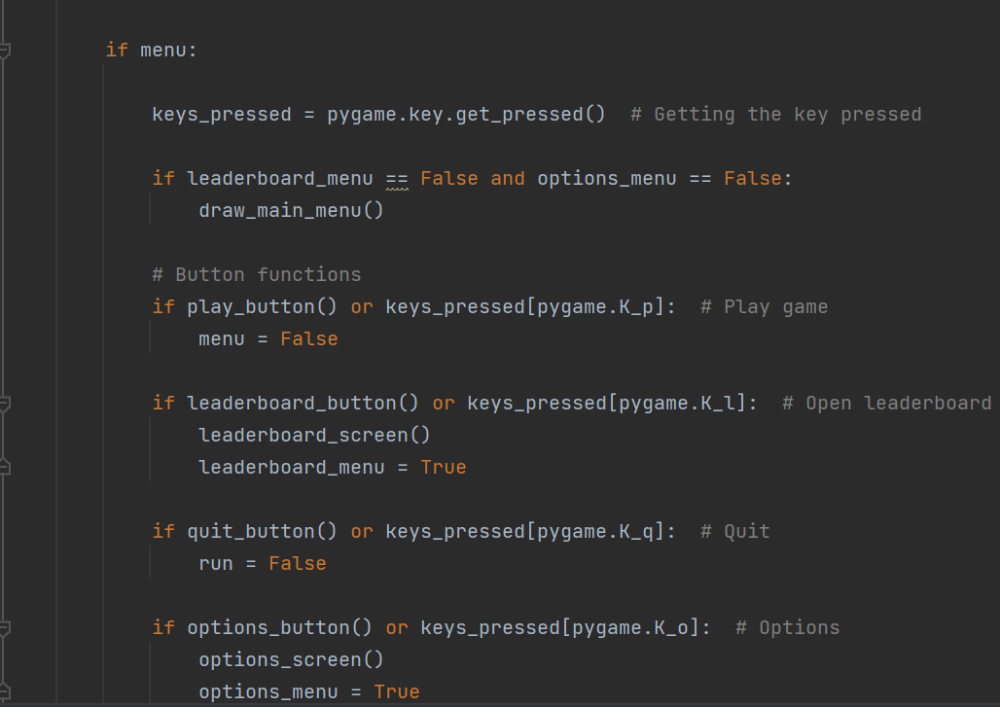 if menu:
keys_pressed = pygame.key.get_pressed()  # Getting the key pressed
if leaderboard_menu == False and options_menu == False:
draw_main_menu()
# Button functions
if play_button() or keys_pressed[pygame.K_p]:  # Play game
menu = False
if leaderboard_button() or keys_pressed[pygame.K_l]:  # Open leaderboard
leaderboard_screen()
leaderboard_menu = True
if quit_button() or keys_pressed[pygame.K_q]:  # Quit
run = False
if options_button() or keys_pressed[pygame.K_o]:  # Options
options_screen()
options_menu = True